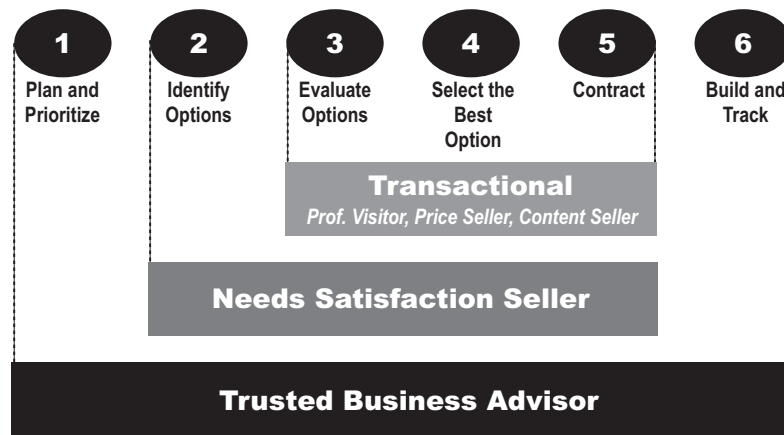 1 2 3 4 5 6
Plan and
Prioritize
Identify
Options
Evaluate
Options
Select the
Best
Option
Contract
Build and
Track
Transactional
Prof. Visitor, Price Seller, Content Seller
Needs Satisfaction Seller
Trusted Business Advisor